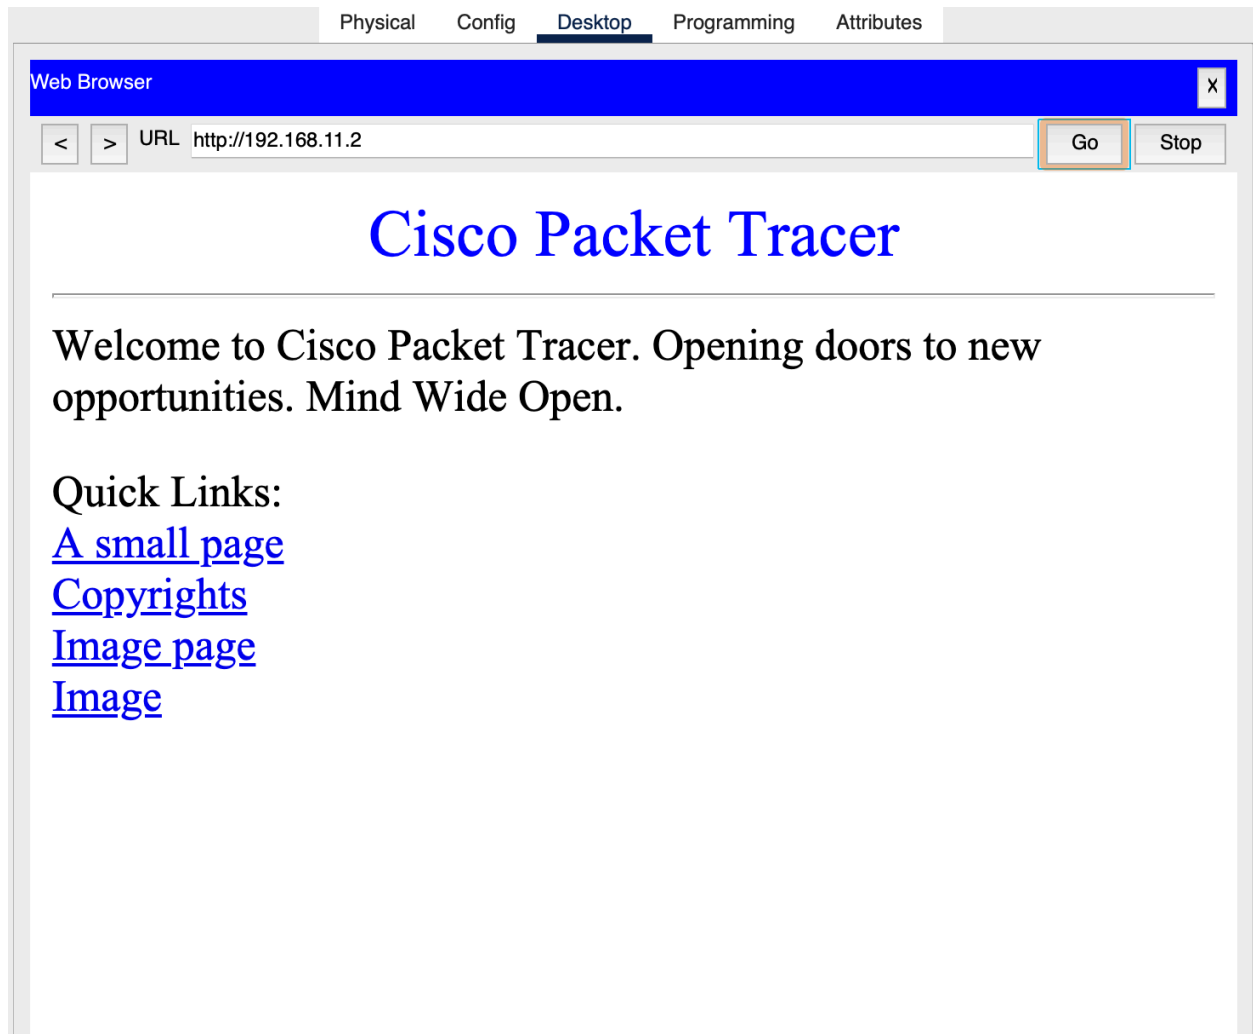 Physical Config Desktop Programming Attributes
Web Browser X
< > URL http://192.168.11.2 Go Stop
Cisco Packet Tracer
Welcome to Cisco Packet Tracer. Opening doors to new
opportunities. Mind Wide Open.
Quick Links:
A small page
Copyrights
Image page
Image